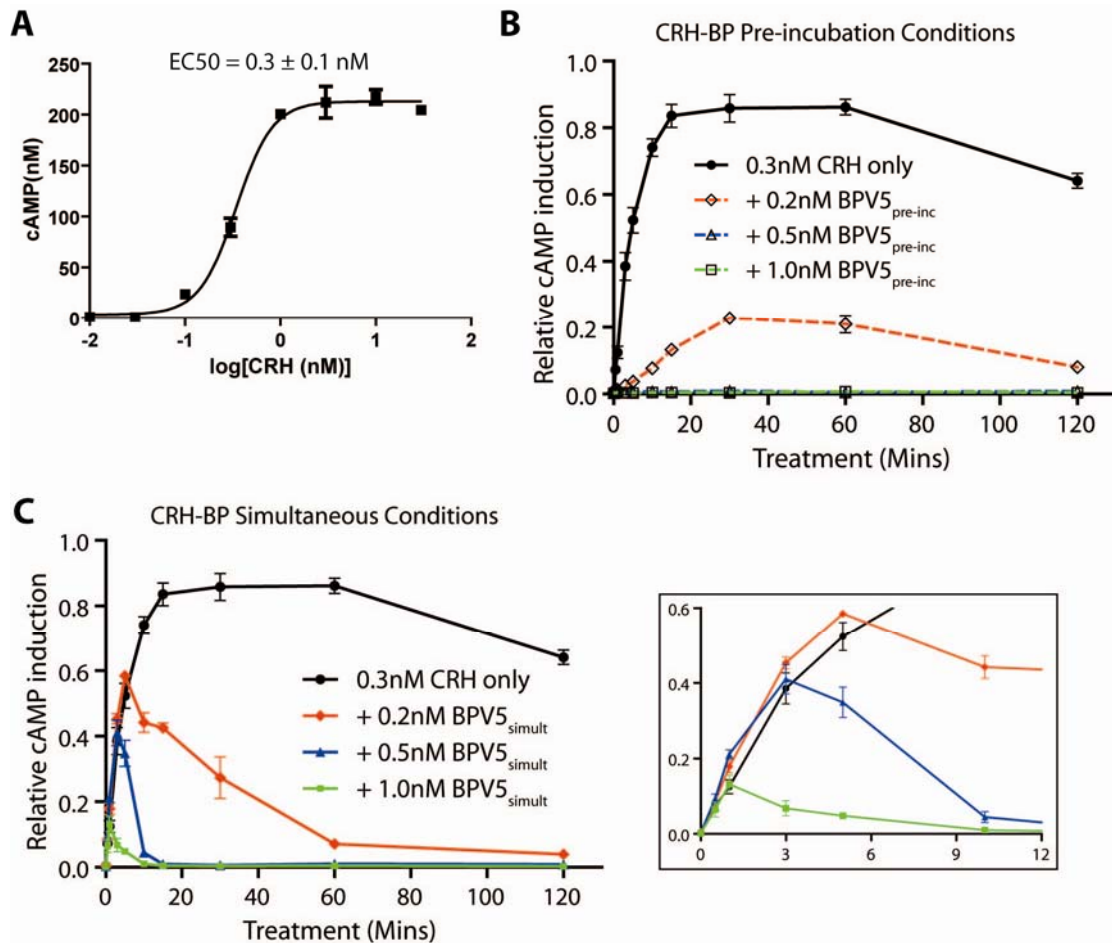 A
EC50 = 0.3 ± 0.1 nM
250
200
150
100
50
0
cAMP(nM)
-2 -1 0 1 2
log[CRH (nM)]
B
CRH-BP Pre-incubation Conditions
1.0
0.8
0.6
0.4
0.2
0.0
Relative cAMP induction
0.3nM CRH only
+ 0.2nM BPV5pre-inc
+ 0.5nM BPV5pre-inc
+ 1.0nM BPV5pre-inc
0 20 40 60 80 100 120
Treatment (Mins)
C
CRH-BP Simultaneous Conditions
1.0
0.8
0.6
0.4
0.2
0.0
Relative cAMP induction
0.3nM CRH only
+ 0.2nM BPV5simult
+ 0.5nM BPV5simult
+ 1.0nM BPV5simult
0 20 40 60 80 100 120
Treatment (Mins)
0.6
0.4
0.2
0.0
0 3 6 9 12